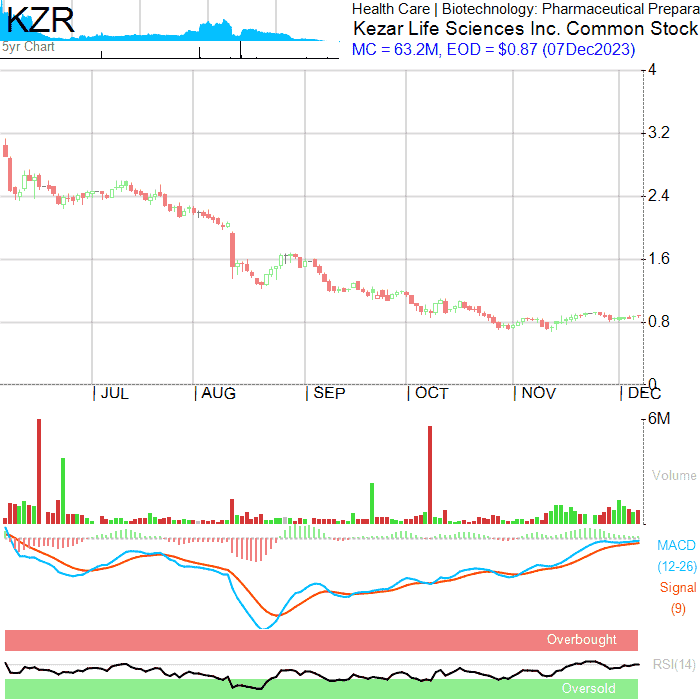 KZR
5yr Chart
Health Care | Biotechnology: Pharmaceutical Prepara
Kezar Life Sciences Inc. Common Stock
MC = 63.2M, EOD = $0.87 (07Dec2023)
4
3.2
2.4
1.6
0.8
0
JUL
AUG
SEP
OCT
NOV
DEC
6M
Volume
MACD
(12-26)
Signal
(9)
Overbought
RSI(14)
Oversold